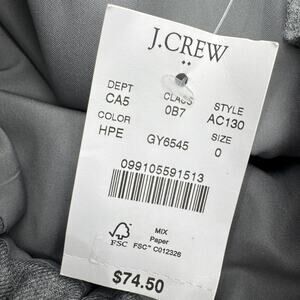 J.CREW
DEPT CLASS STYLE
CA5 0B7 AC130
COLOR SIZE
HPE GY6545 0
099105591513
MIX
FSC Paper
FSC™ C012326
$74.50